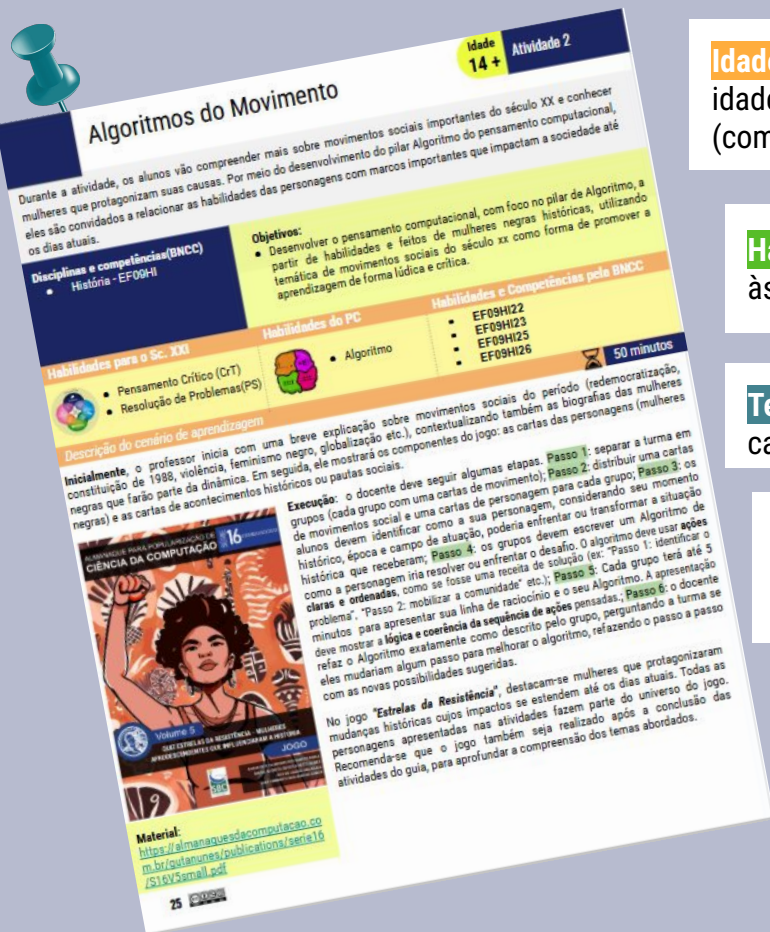 Idade
14 +
Atividade 2
Algoritmos do Movimento
Durante a atividade, os alunos vão compreender mais sobre movimentos sociais importantes do século XX e conhecer
mulheres que protagonizam suas causas. Por meio do desenvolvimento do pilar Algoritmo do pensamento computacional,
eles são convidados a relacionar as habilidades das personagens com marcos importantes que impactam a sociedade até
os dias atuais.
Disciplinas e competências(BNCC)
• História - EF09HI
Objetivos:
• Desenvolver o pensamento computacional, com foco no pilar de Algoritmo, a
partir de habilidades e feitos de mulheres negras históricas, utilizando
temática de movimentos sociais do século xx como forma de promover a
aprendizagem de forma lúdica e crítica.
Habilidades para o Sc. XXI
• Pensamento Crítico (CrT)
• Resolução de Problemas(PS)
Habilidades do PC
• Algoritmo
Habilidades e Competências pela BNCC
• EF09HI22
• EF09HI23
• EF09HI25
• EF09HI26
50 minutos
Descrição do cenário de aprendizagem
Inicialmente, o professor inicia com uma breve explicação sobre movimentos sociais do período (redemocratização,
constituição de 1988, violência, feminismo negro, globalização etc.), contextualizando também as biografias das mulheres
negras que farão parte da dinâmica. Em seguida, ele mostrará os componentes do jogo: as cartas das personagens (mulheres
negras) e as cartas de acontecimentos históricos ou pautas sociais.
Execução: o docente deve seguir algumas etapas. Passo 1: separar a turma em
grupos (cada grupo com uma cartas de movimento); Passo 2: distribuir uma cartas
de movimentos social e uma cartas de personagem para cada grupo; Passo 3: os
alunos devem identificar como a sua personagem, considerando seu momento
histórico, época e campo de atuação, poderia enfrentar ou transformar a situação
histórica que receberam; Passo 4: os grupos devem escrever um Algoritmo de
como a personagem iria resolver ou enfrentar o desafio. O algoritmo deve usar ações
claras e ordenadas, como se fosse uma receita de solução (ex: "Passo 1: identificar o
problema", "Passo 2: mobilizar a comunidade" etc.); Passo 5: Cada grupo terá até 5
minutos para apresentar sua linha de raciocínio e o seu Algoritmo. A apresentação
deve mostrar a lógica e coerência da sequência de ações pensadas.; Passo 6: o docente
refaz o Algoritmo exatamente como descrito pelo grupo, perguntando a turma se
eles mudariam algum passo para melhorar o algoritmo, refazendo o passo a passo
com as novas possibilidades sugeridas.
No jogo "Estrelas da Resistência", destacam-se mulheres que protagonizaram
mudanças históricas cujos impactos se estendem até os dias atuais. Todas as
personagens apresentadas nas atividades fazem parte do universo do jogo.
Recomenda-se que o jogo também seja realizado após a conclusão das
atividades do guia, para aprofundar a compreensão dos temas abordados.
ALMANAQUE PARA POPULARIZAÇÃO DE
CIÊNCIA DA COMPUTAÇÃO
16
Volume 5
QUIZ ESTRELAS DA RESISTÊNCIA - MULHERES
AFRODESCENDENTES QUE INFLUENCIARAM A HISTÓRIA
JOGO
SBC
Material:
https://almanaquesdacomputacao.co
m.br/gutanunes/publications/serie16
/S16V5small.pdf
25
Idade
idade
(com
Ha
às
Te
ca